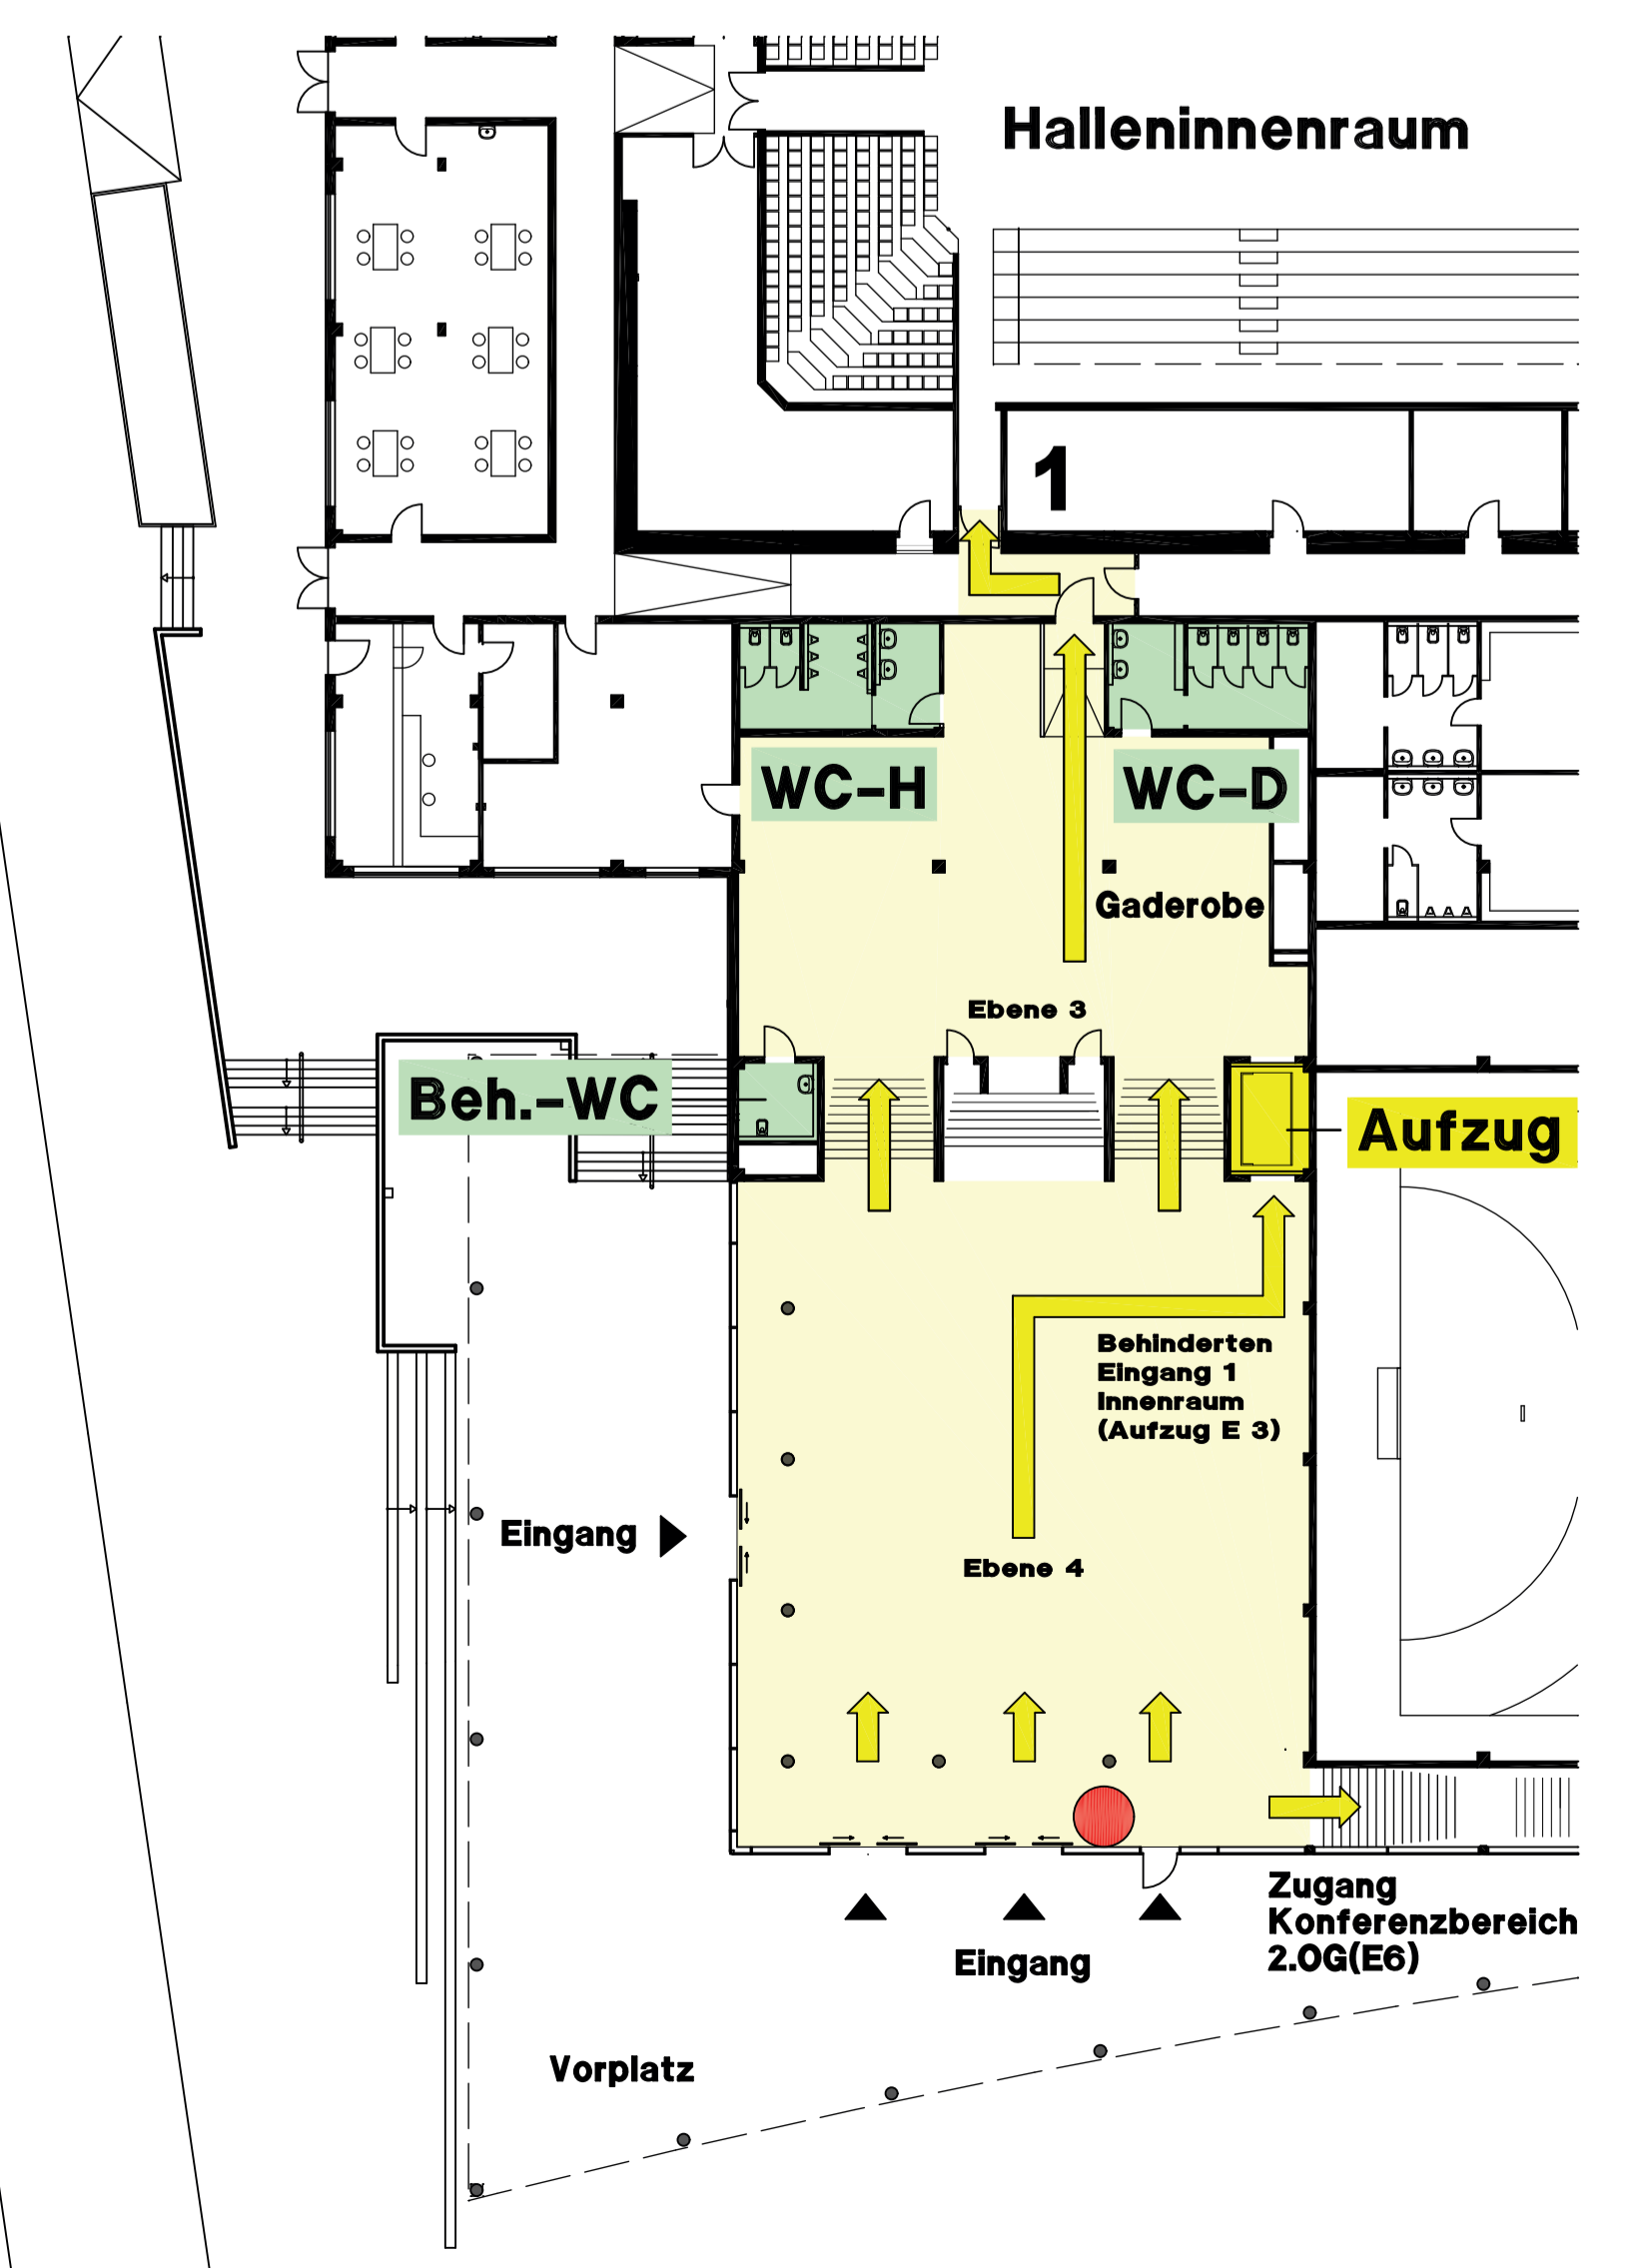 Halleninnenraum
1
WC-H
WC-D
Gaderobe
Ebene 3
Beh.-WC
Aufzug
Behinderten
Eingang 1
Innenraum
(Aufzug E 3)
Eingang
Ebene 4
Zugang
Konferenzbereich
2.OG(E6)
Eingang
Vorplatz